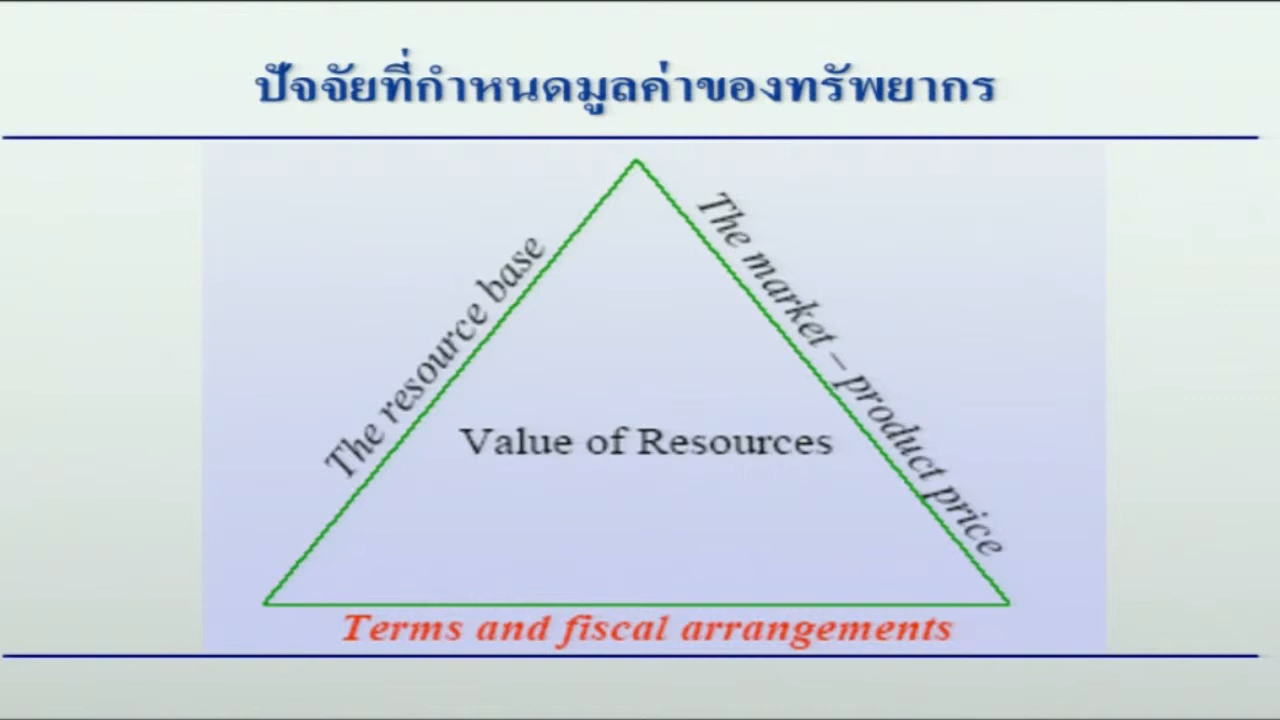 ปัจจัยที่กำหนดมูลค่าของทรัพยากร
The resource base
The market – product price
Value of Resources
Terms and fiscal arrangements